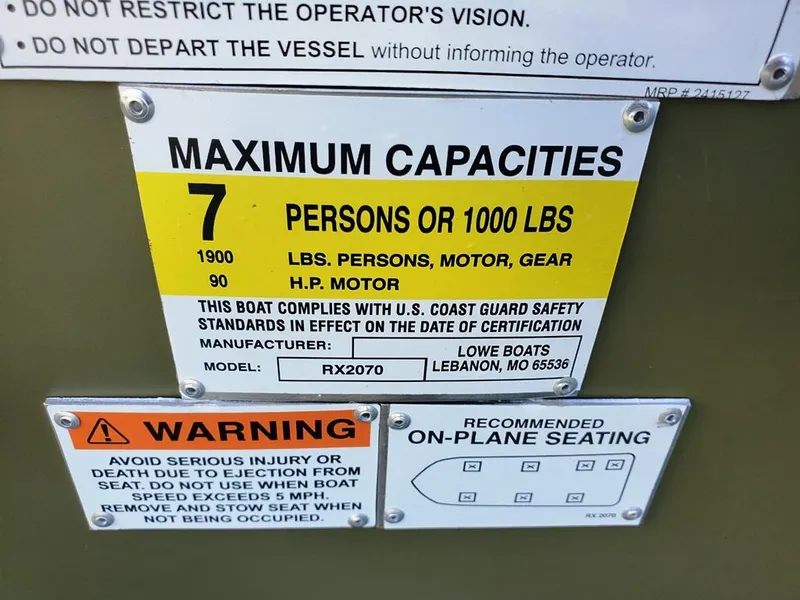 • DO NOT RESTRICT THE OPERATOR'S VISION.
• DO NOT DEPART THE VESSEL without informing the operator.
MRP # 2415127
MAXIMUM CAPACITIES
7 PERSONS OR 1000 LBS
1900 LBS. PERSONS, MOTOR, GEAR
90 H.P. MOTOR
THIS BOAT COMPLIES WITH U.S. COAST GUARD SAFETY
STANDARDS IN EFFECT ON THE DATE OF CERTIFICATION
MANUFACTURER: LOWE BOATS
MODEL: RX2070 LEBANON, MO 65536
WARNING
AVOID SERIOUS INJURY OR
DEATH DUE TO EJECTION FROM
SEAT. DO NOT USE WHEN BOAT
SPEED EXCEEDS 5 MPH.
REMOVE AND STOW SEAT WHEN
NOT BEING OCCUPIED.
RECOMMENDED
ON-PLANE SEATING
RX 2070